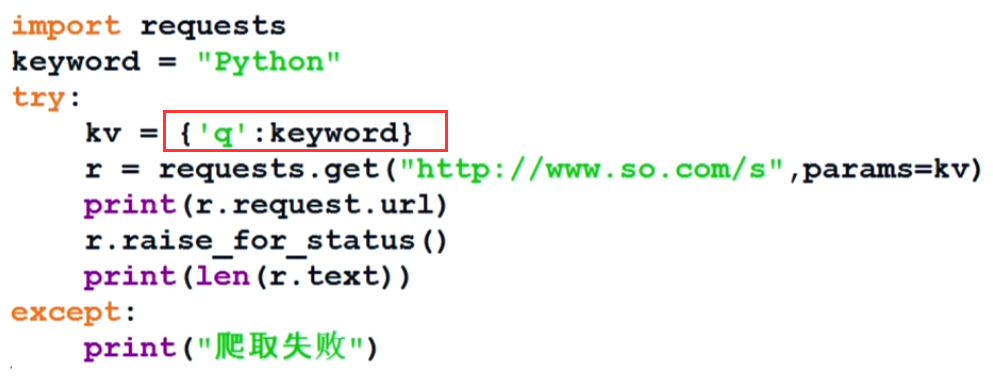 import requests
keyword = "Python"
try:
    kv = {'q':keyword}
    r = requests.get("http://www.so.com/s",params=kv)
    print(r.request.url)
    r.raise_for_status()
    print(len(r.text))
except:
    print("爬取失败")